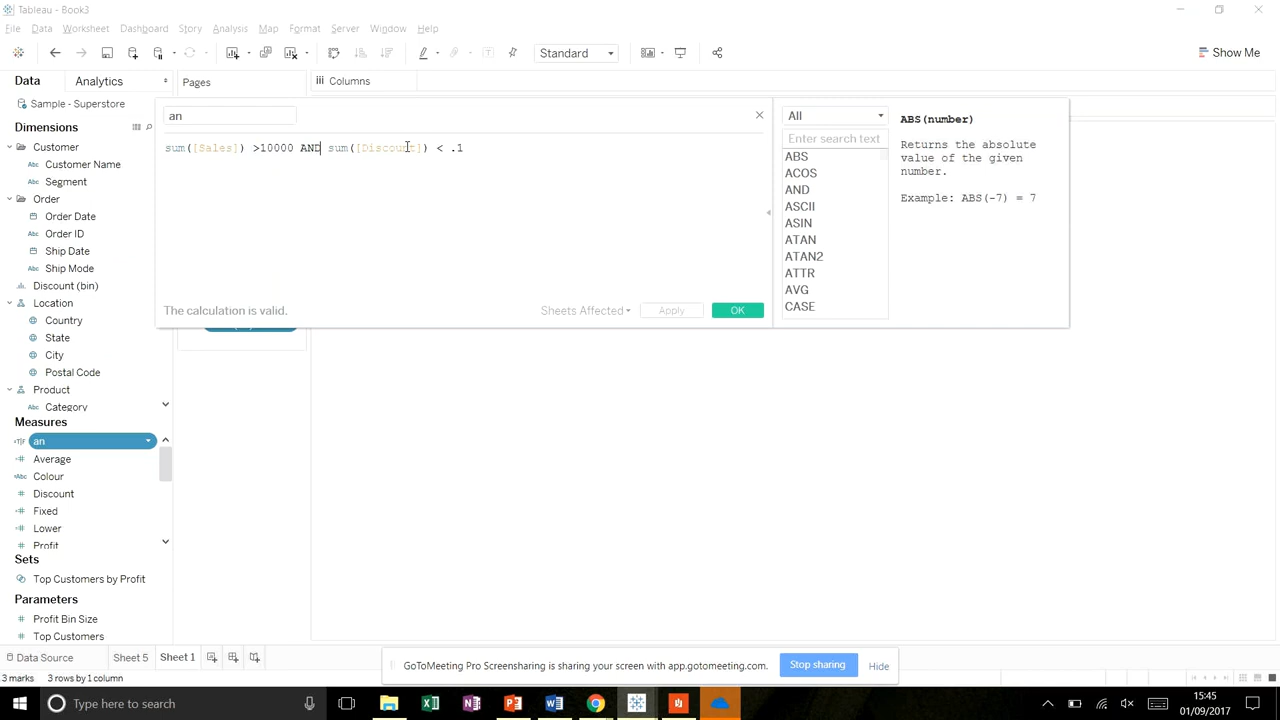 Tableau - Book3
File Data Worksheet Dashboard Story Analysis Map Format Server Window Help
Standard
Show Me
Data Analytics
Pages
Columns
Sample - Superstore
Dimensions
Customer
Abc Customer Name
Abc Segment
Order
Order Date
Abc Order ID
Ship Date
Abc Ship Mode
Discount (bin)
Location
Country
State
City
Postal Code
Product
Abc Category
Measures
an
Average
Abc Colour
Discount
Fixed
Lower
Profit
Sets
Top Customers by Profit
Parameters
Profit Bin Size
Top Customers
an
sum([Sales]) >10000 AND sum([Discount]) < .1
The calculation is valid.
Sheets Affected
Apply
OK
All
Enter search text
ABS
ACOS
AND
ASCII
ASIN
ATAN
ATAN2
ATTR
AVG
CASE
ABS(number)
Returns the absolute
value of the given
number.
Example: ABS(-7) = 7
Data Source Sheet 5 Sheet 1
3 marks 3 rows by 1 column
GoToMeeting Pro Screensharing is sharing your screen with app.gotomeeting.com.
Stop sharing
Hide
Type here to search
15:45
01/09/2017